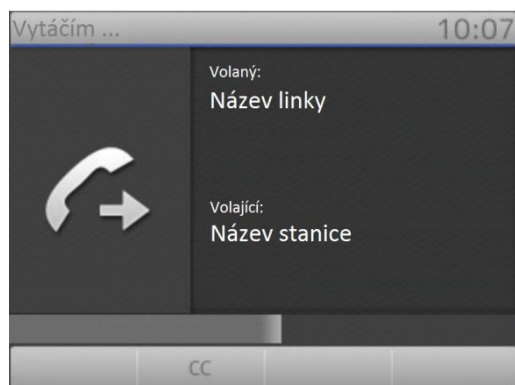 Vytáčím ...
10:07
Volaný:
Název linky
Volající:
Název stanice
CC